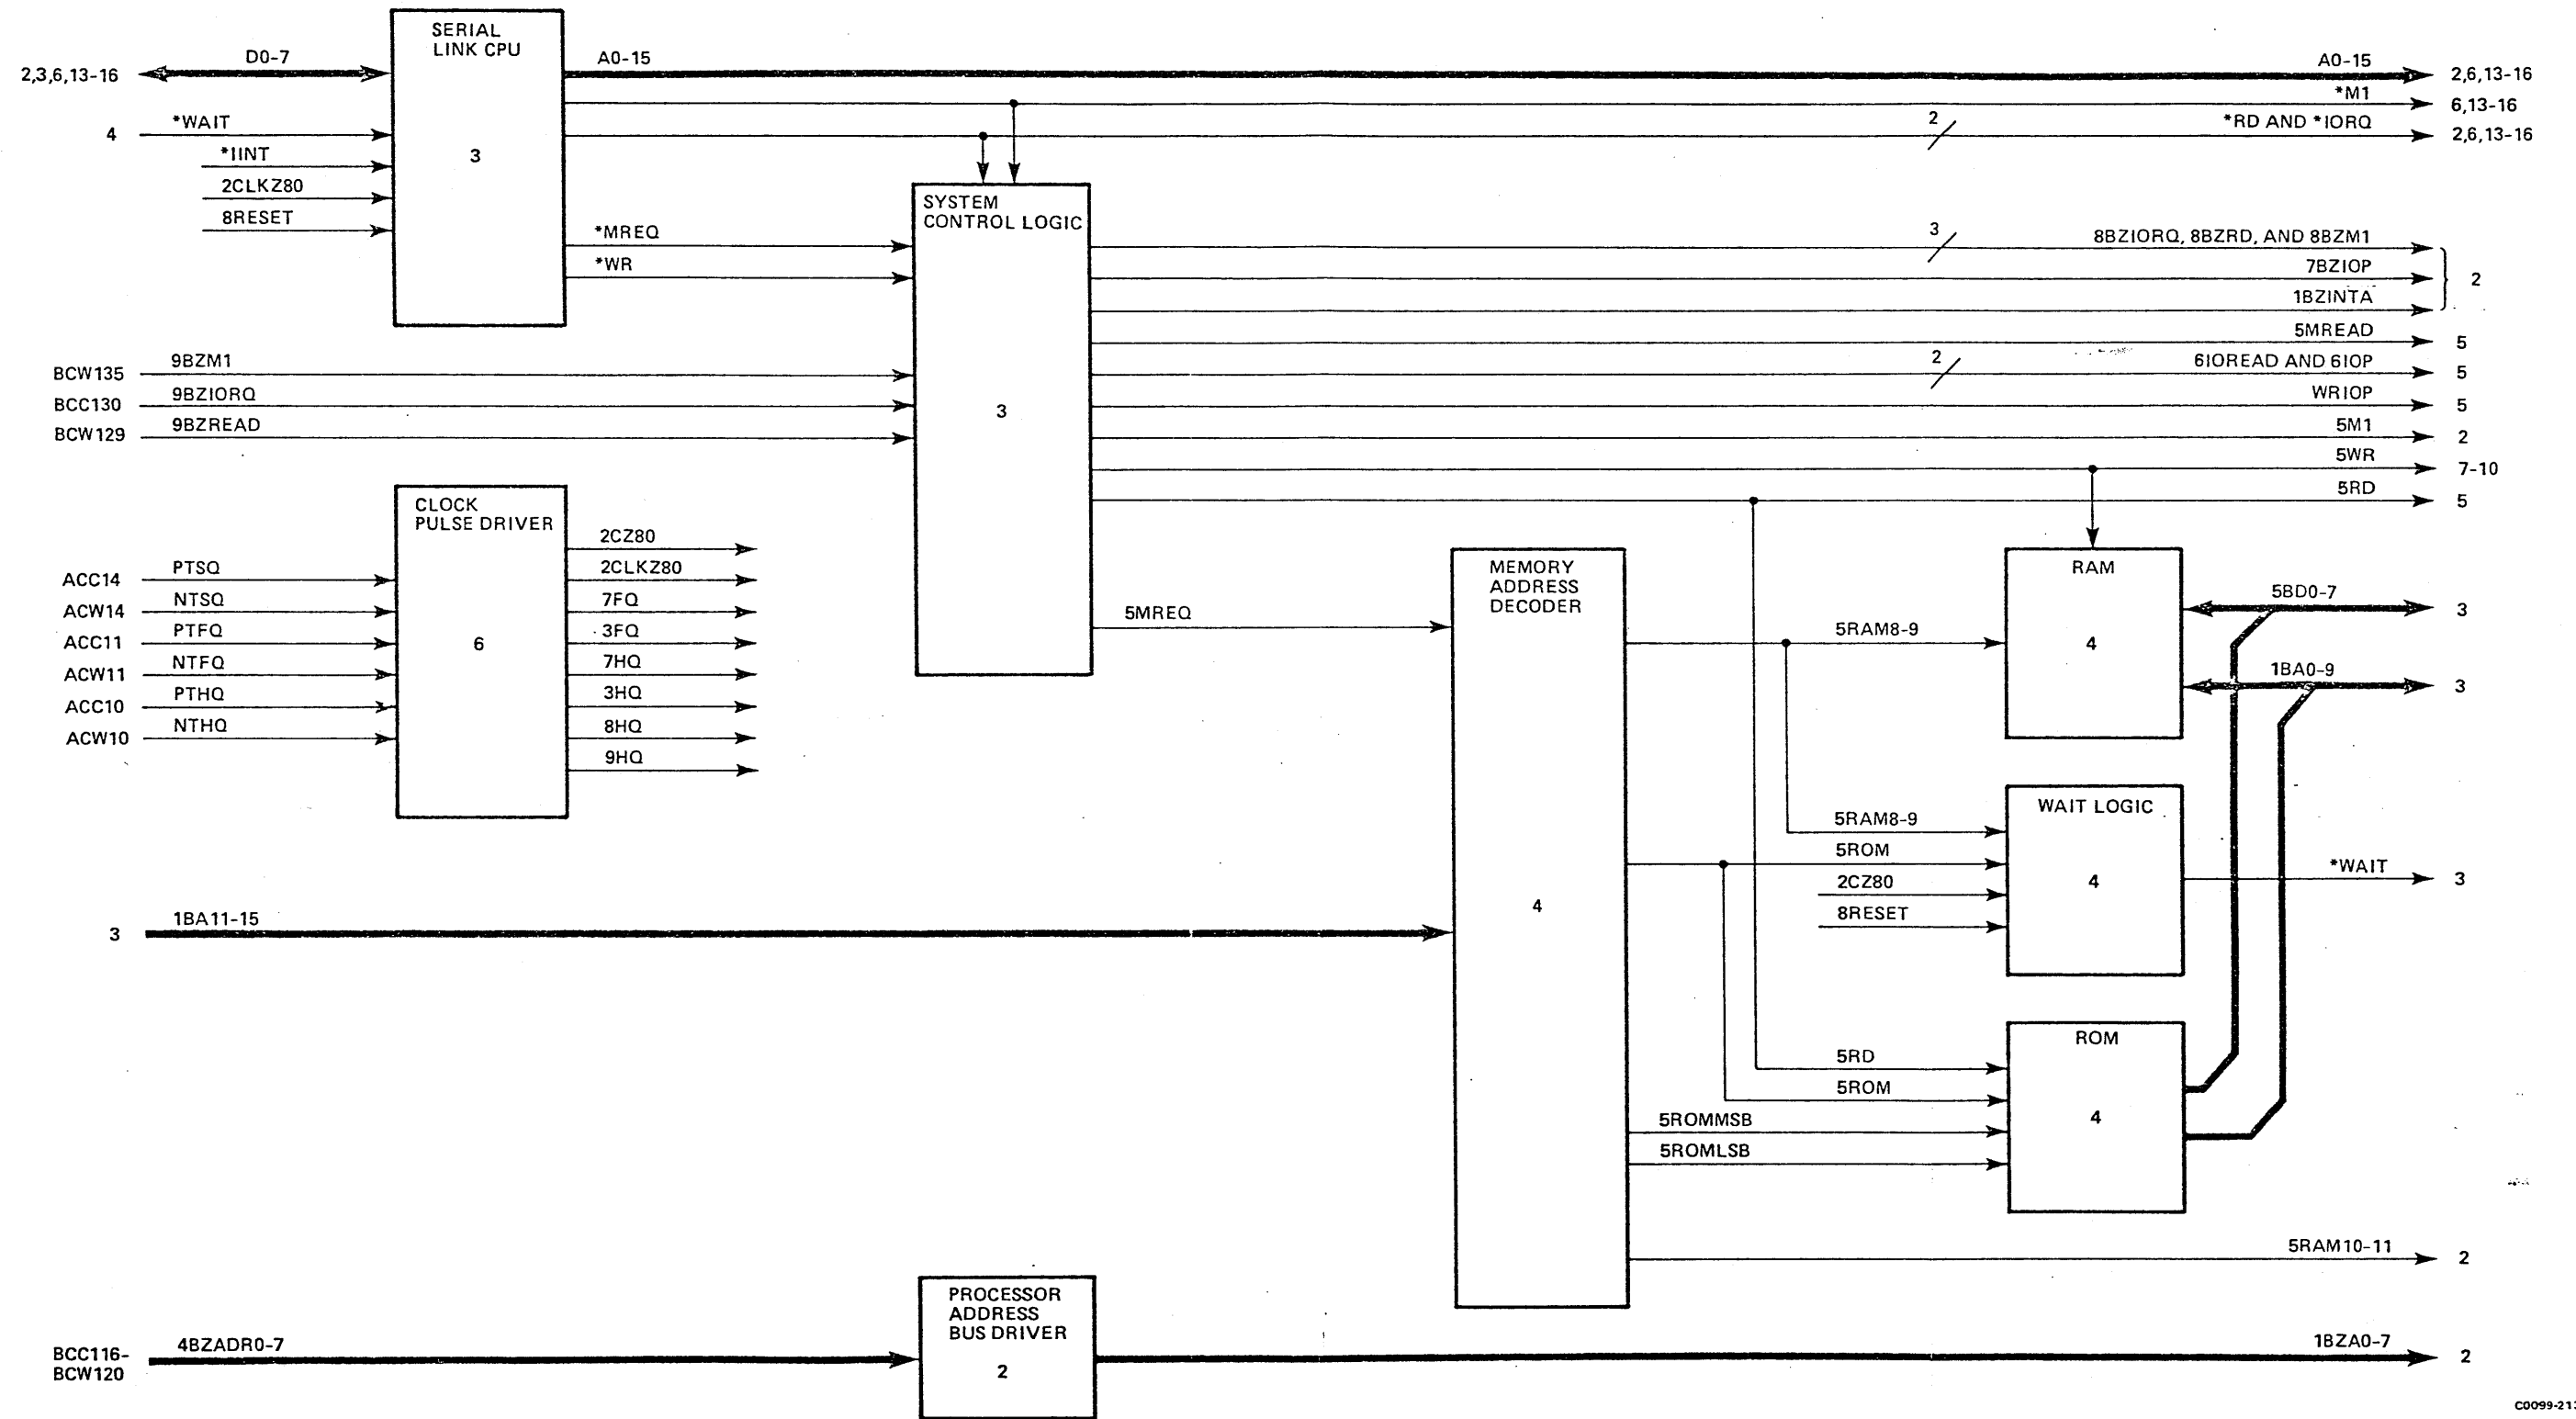 SERIAL
LINK CPU
3
2,3,6,13-16
D0-7
4
*WAIT
*IINT
2CLKZ80
8RESET
A0-15
A0-15
2,6,13-16
*M1
6,13-16
2
*RD AND *IORQ
2,6,13-16
*MREQ
*WR
SYSTEM
CONTROL LOGIC
3
BCW135
9BZM1
BCC130
9BZIORQ
BCW129
9BZREAD
3
8BZIORQ, 8BZRD, AND 8BZM1
7BZIOP
2
1BZINTA
5MREAD
5
2
6IOREAD AND 6IOP
5
WRIOP
5
5M1
2
5WR
7-10
5RD
5
CLOCK
PULSE DRIVER
6
ACC14
PTSQ
ACW14
NTSQ
ACC11
PTFQ
ACW11
NTFQ
ACC10
PTHQ
ACW10
NTHQ
2CZ80
2CLKZ80
7FQ
3FQ
7HQ
3HQ
8HQ
9HQ
5MREQ
MEMORY
ADDRESS
DECODER
4
3
1BA11-15
RAM
4
5RAM8-9
5BD0-7
3
1BA0-9
3
WAIT LOGIC
4
5RAM8-9
5ROM
2CZ80
8RESET
*WAIT
3
ROM
4
5RD
5ROM
5ROMMSB
5ROMLSB
5RAM10-11
2
PROCESSOR
ADDRESS
BUS DRIVER
2
BCC116-
BCW120
4BZADR0-7
1BZA0-7
2